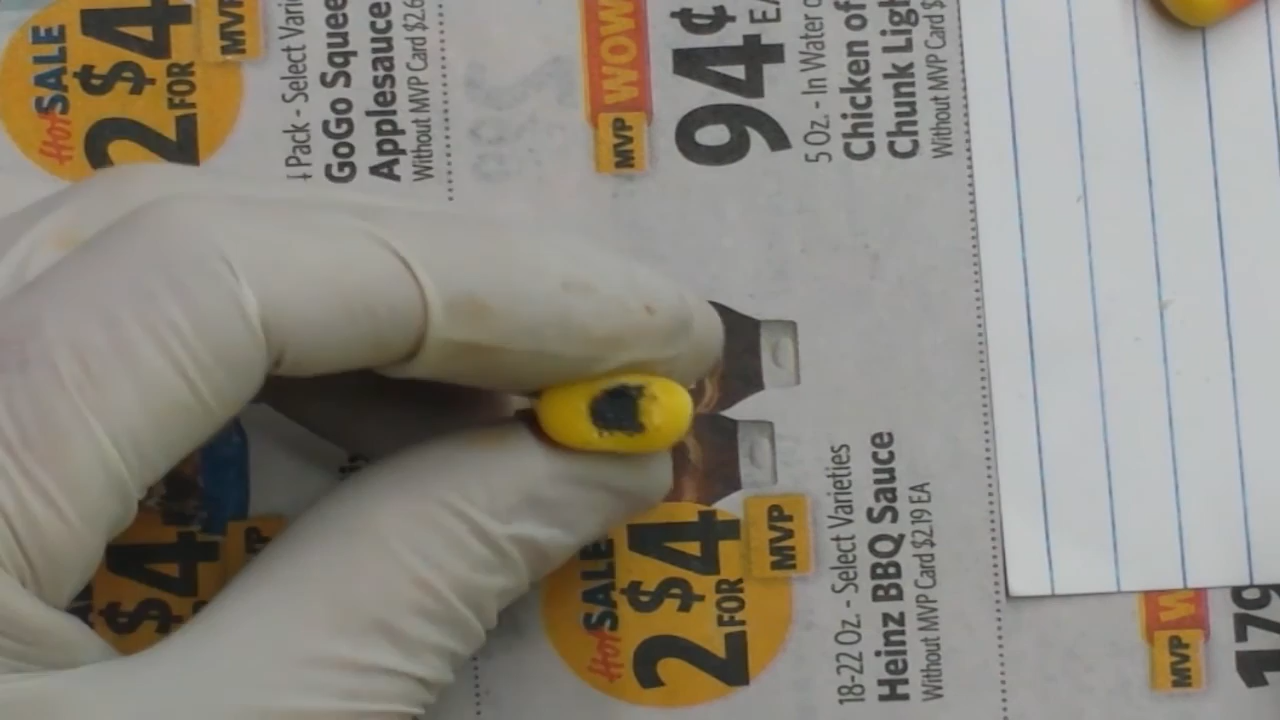 Hot SALE
2 $4
FOR
MVP
Pack - Select Vari
GoGo Squee
Applesauce
Without MVP Card $2.6
MVP WOW
94¢
EA
5 Oz. - In Water o
Chicken of
Chunk Ligh
Without MVP Card $
$4
Hot SALE
2 $4
FOR
MVP
18-22 Oz. - Select Varieties
Heinz BBQ Sauce
Without MVP Card $2.19 EA
MVP W
179